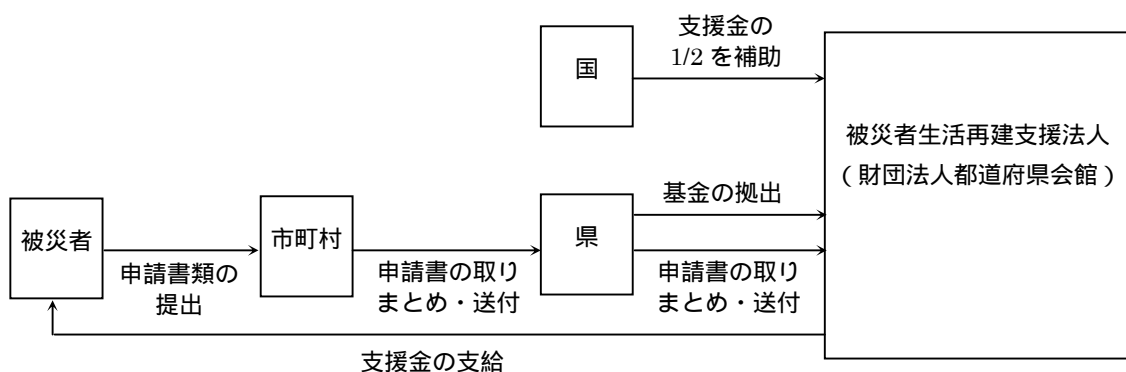 支援金の
1/2 を補助
国
被災者生活再建支援法人
(財団法人都道府県会館)
基金の拠出
被災者
市町村
県
申請書類の
提出
申請書の取り
まとめ・送付
申請書の取り
まとめ・送付
支援金の支給